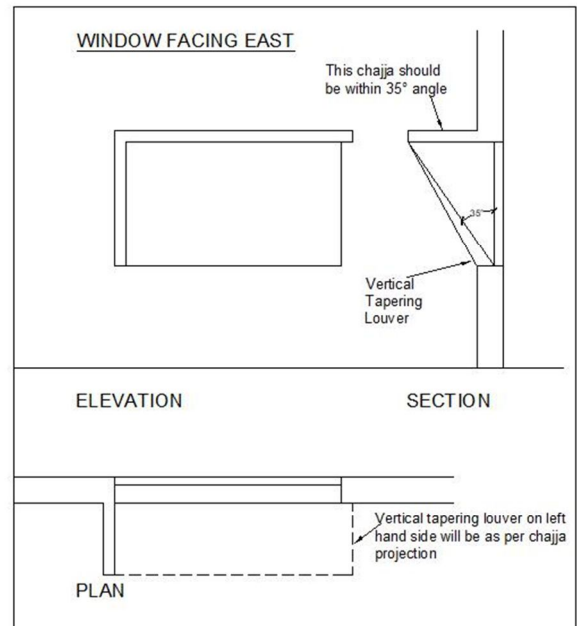 WINDOW FACING EAST
This chajja should
be within 35° angle
35°
Vertical
Tapering
Louver
ELEVATION
SECTION
Vertical tapering louver on left
hand side will be as per chajja
projection
PLAN